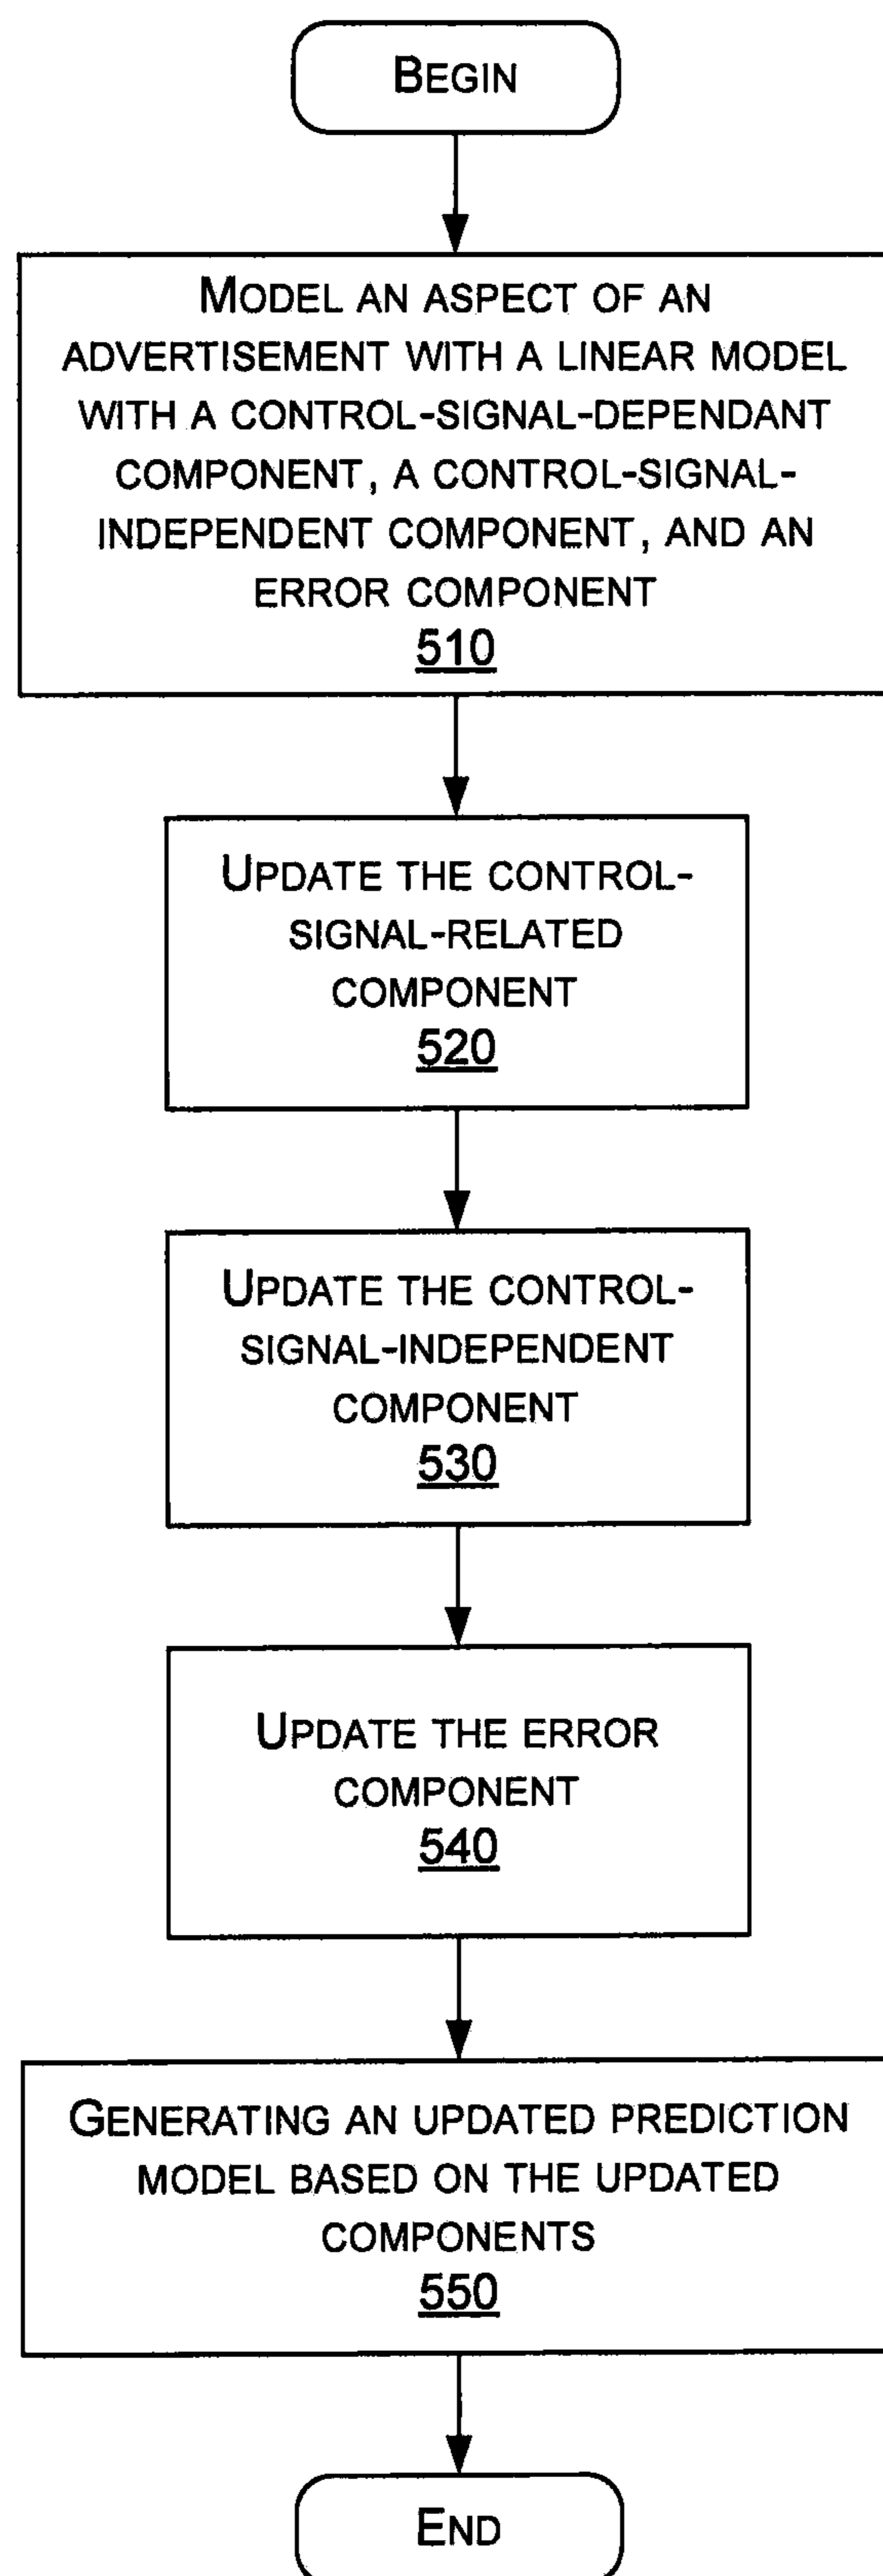 BEGIN
MODEL AN ASPECT OF AN
ADVERTISEMENT WITH A LINEAR MODEL
WITH A CONTROL-SIGNAL-DEPENDANT
COMPONENT, A CONTROL-SIGNAL-
INDEPENDENT COMPONENT, AND AN
ERROR COMPONENT
510
UPDATE THE CONTROL-
SIGNAL-RELATED
COMPONENT
520
UPDATE THE CONTROL-
SIGNAL-INDEPENDENT
COMPONENT
530
UPDATE THE ERROR
COMPONENT
540
GENERATING AN UPDATED PREDICTION
MODEL BASED ON THE UPDATED
COMPONENTS
550
END